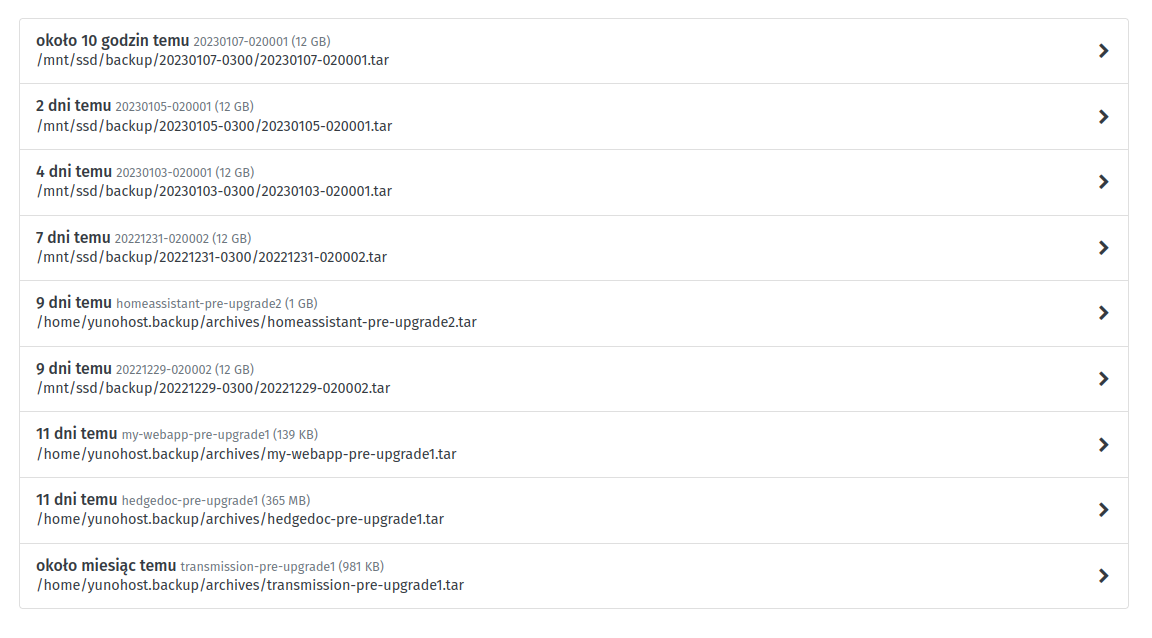 około 10 godzin temu 20230107-020001 (12 GB)
/mnt/ssd/backup/20230107-0300/20230107-020001.tar
2 dni temu 20230105-020001 (12 GB)
/mnt/ssd/backup/20230105-0300/20230105-020001.tar
4 dni temu 20230103-020001 (12 GB)
/mnt/ssd/backup/20230103-0300/20230103-020001.tar
7 dni temu 20221231-020002 (12 GB)
/mnt/ssd/backup/20221231-0300/20221231-020002.tar
9 dni temu homeassistant-pre-upgrade2 (1 GB)
/home/yunohost.backup/archives/homeassistant-pre-upgrade2.tar
9 dni temu 20221229-020002 (12 GB)
/mnt/ssd/backup/20221229-0300/20221229-020002.tar
11 dni temu my-webapp-pre-upgrade1 (139 KB)
/home/yunohost.backup/archives/my-webapp-pre-upgrade1.tar
11 dni temu hedgedoc-pre-upgrade1 (365 MB)
/home/yunohost.backup/archives/hedgedoc-pre-upgrade1.tar
około miesiąc temu transmission-pre-upgrade1 (981 KB)
/home/yunohost.backup/archives/transmission-pre-upgrade1.tar